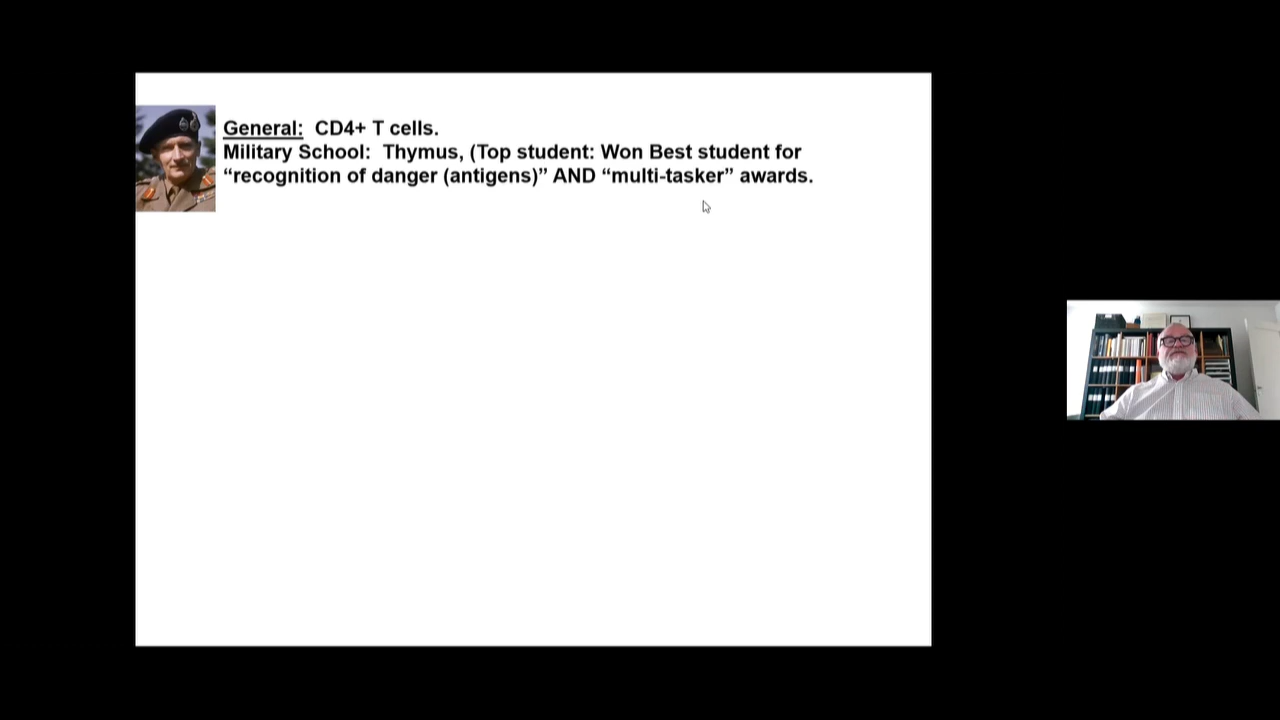 General:  CD4+ T cells.
Military School:  Thymus, (Top student: Won Best student for
“recognition of danger (antigens)” AND “multi-tasker” awards.